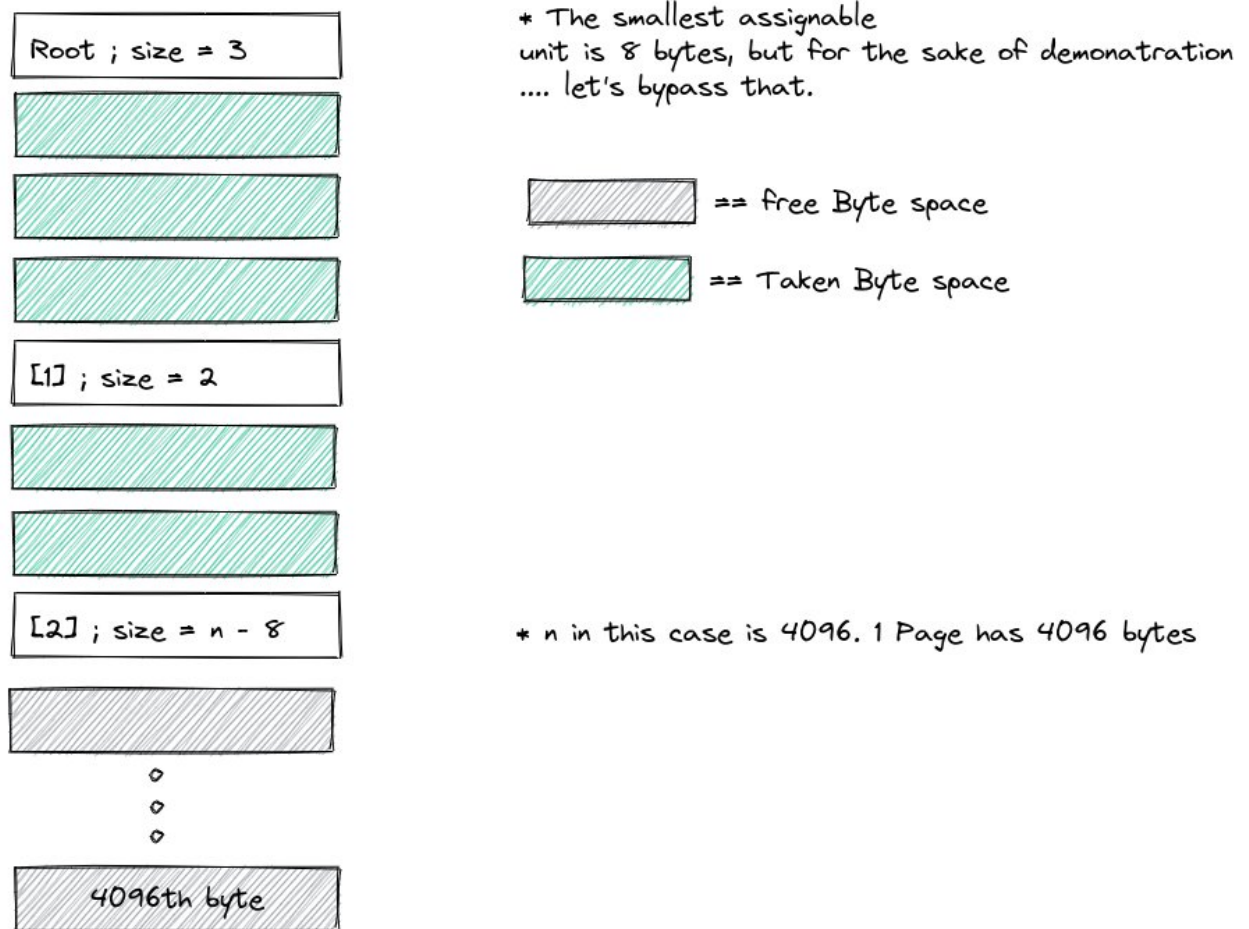 Root ; size = 3
* The smallest assignable
unit is 8 bytes, but for the sake of demonatration
.... let's bypass that.
== free Byte space
== Taken Byte space
[1] ; size = 2
[2] ; size = n - 8
* n in this case is 4096. 1 Page has 4096 bytes
4096th byte